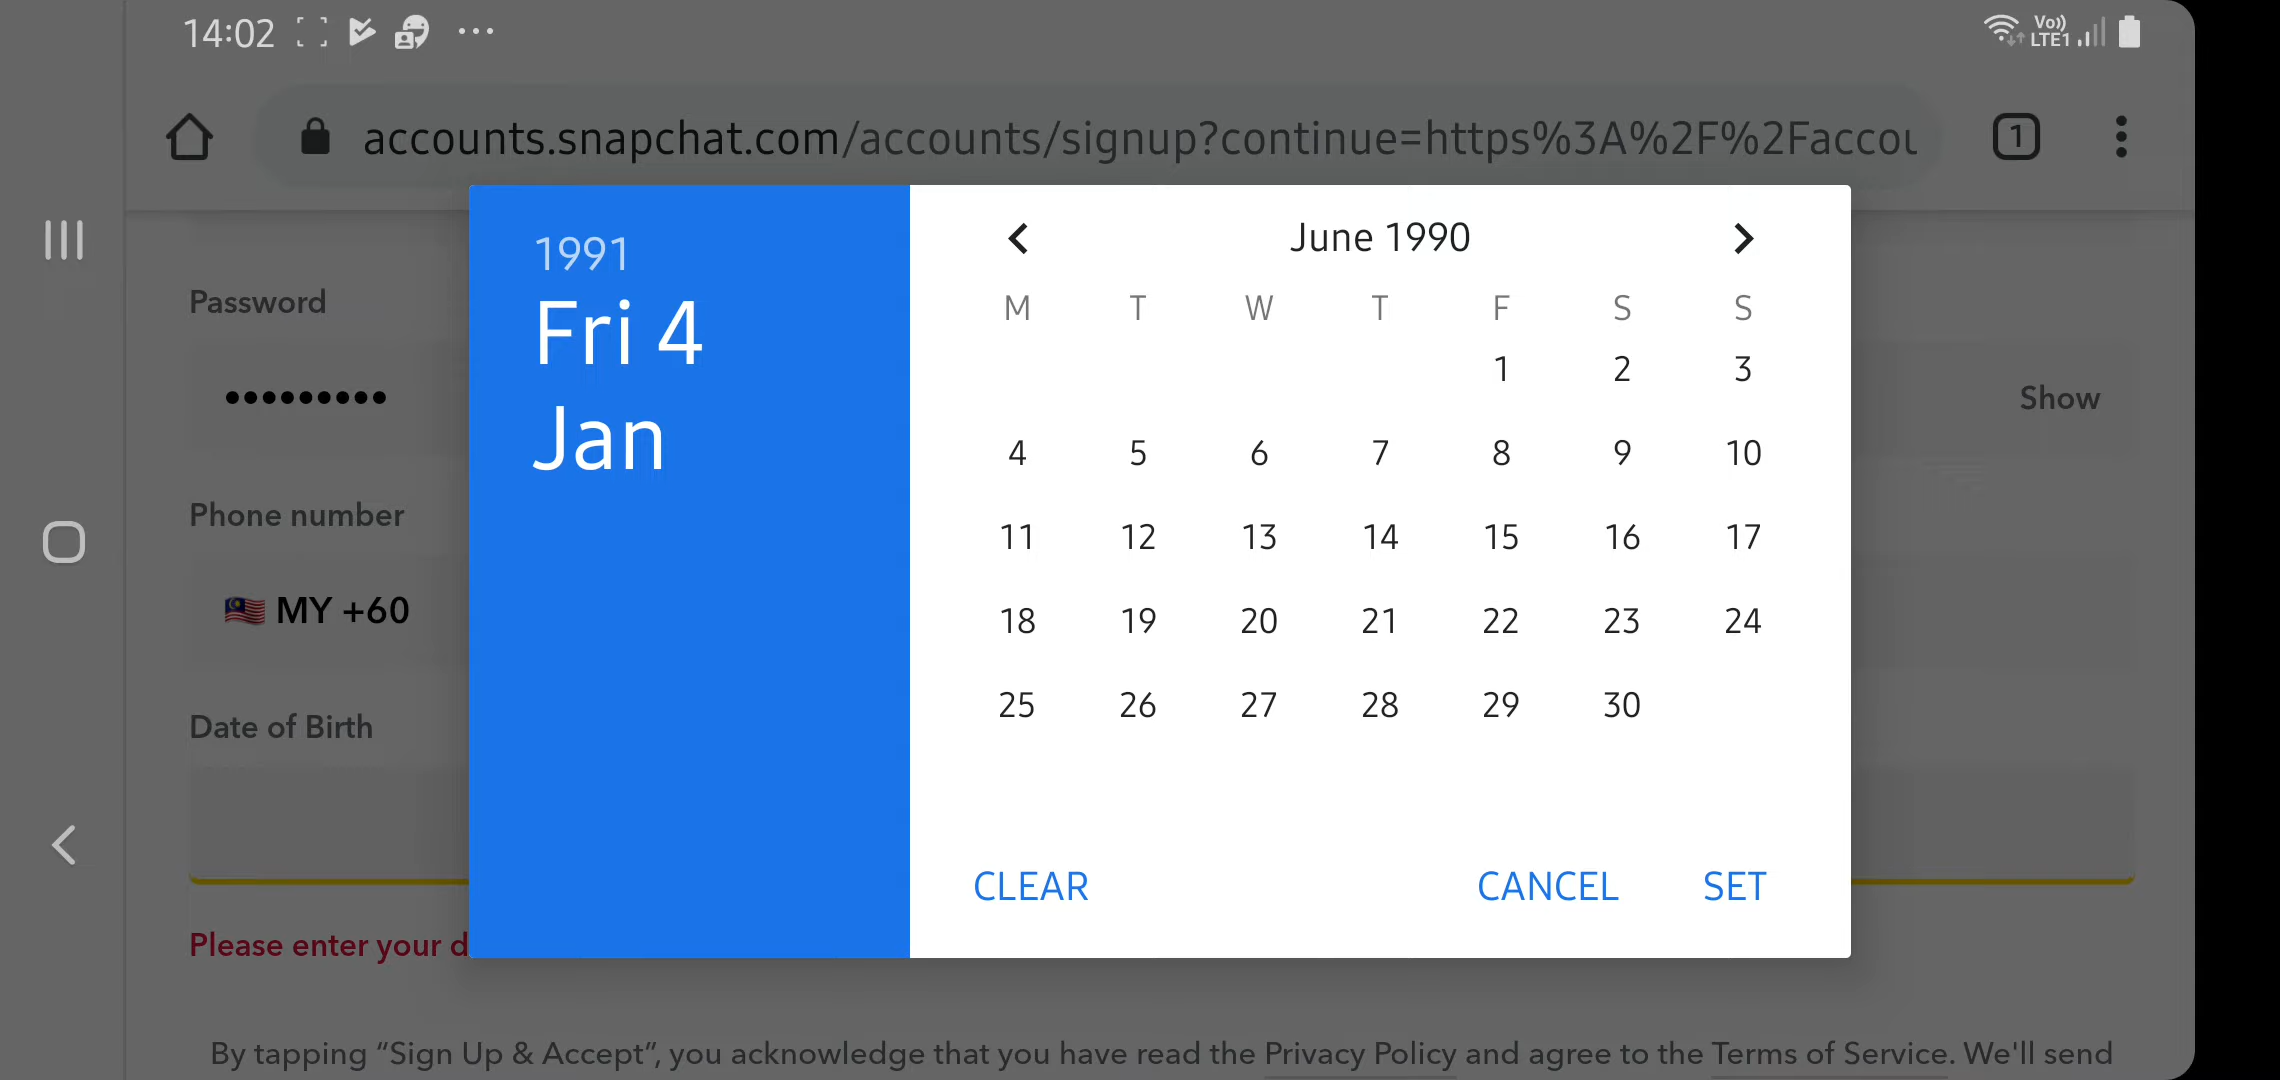 14:02
Vo))
LTE1
accounts.snapchat.com/accounts/signup?continue=https%3A%2F%2Faccou
1
1991
Fri 4
Jan
June 1990
M T W T F S S
1 2 3
4 5 6 7 8 9 10
11 12 13 14 15 16 17
18 19 20 21 22 23 24
25 26 27 28 29 30
CLEAR CANCEL SET
Password
Show
Phone number
MY +60
Date of Birth
Please enter your d
By tapping “Sign Up & Accept”, you acknowledge that you have read the Privacy Policy and agree to the Terms of Service. We'll send